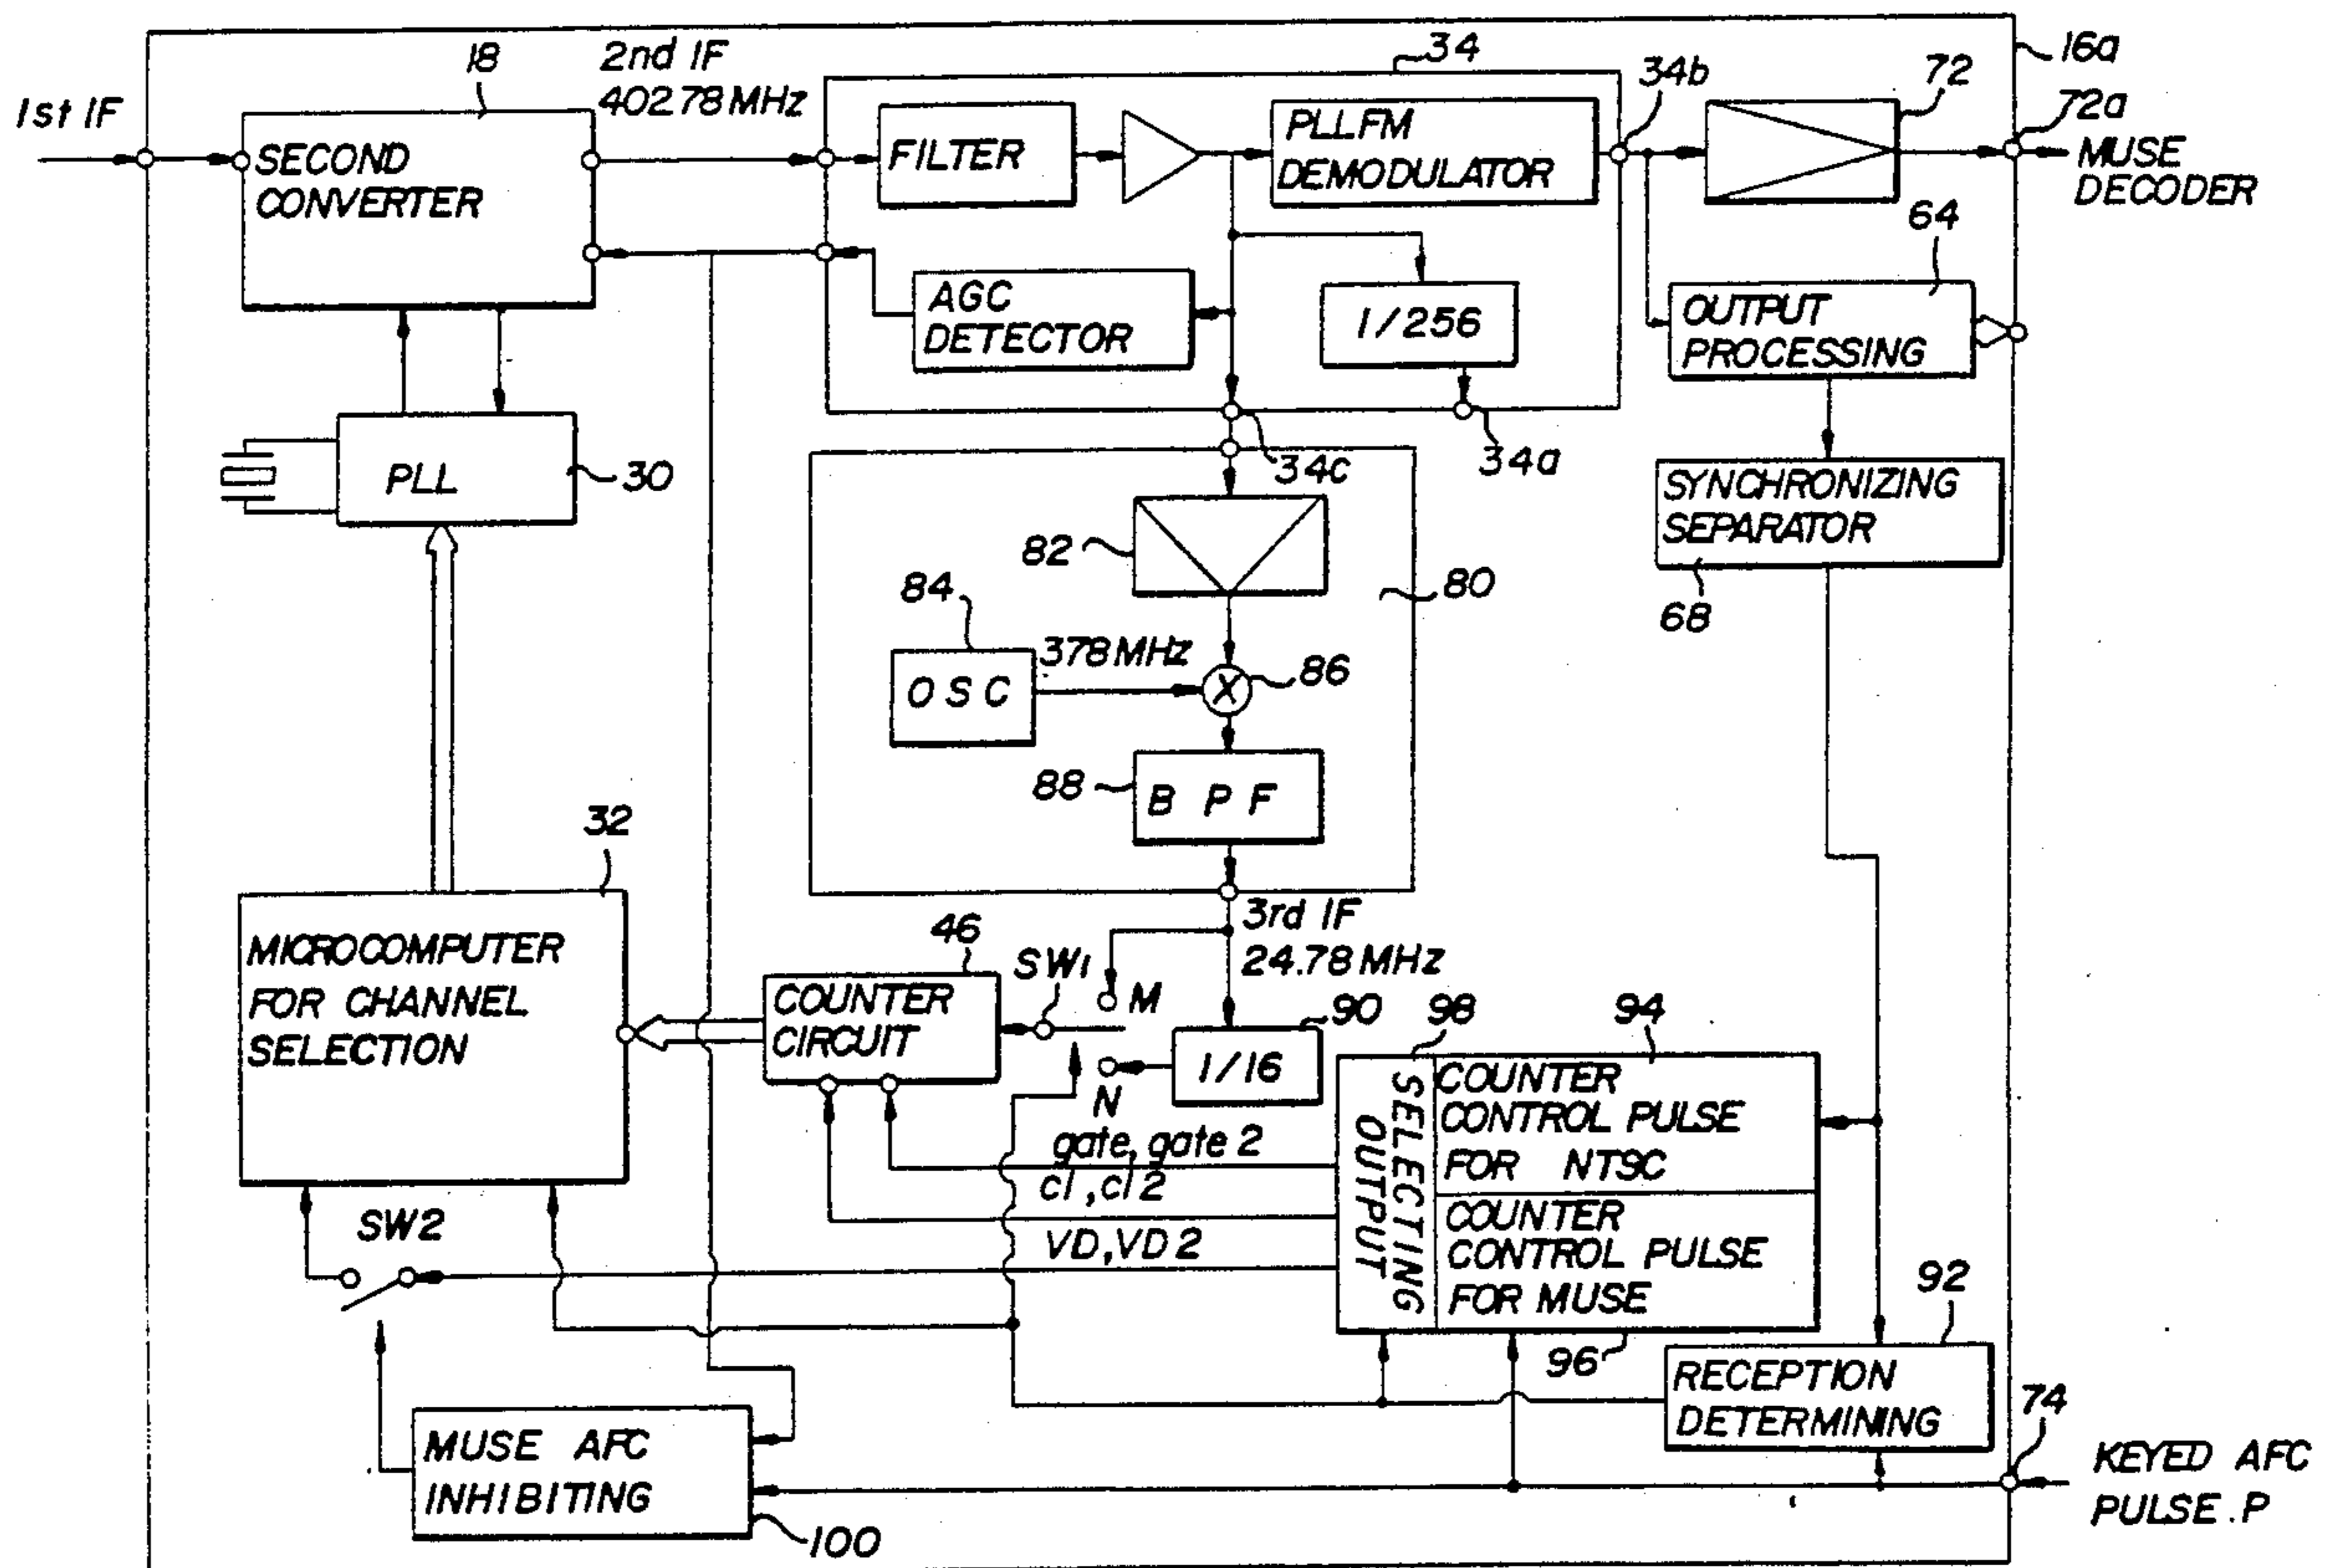 1st IF
18
2nd IF
402.78 MHz
34
34b
72
16a
72a
MUSE
DECODER
SECOND
CONVERTER
FILTER
PLL FM
DEMODULATOR
64
AGC
DETECTOR
1/256
OUTPUT
PROCESSING
34c
34a
PLL
30
SYNCHRONIZING
SEPARATOR
68
82
80
84
378 MHz
OSC
86
88
BPF
32
3rd IF
24.78 MHz
MICROCOMPUTER
FOR CHANNEL
SELECTION
46
COUNTER
CIRCUIT
SW1
M
N
90
1/16
98
SELECTING
OUTPUT
94
COUNTER
CONTROL PULSE
FOR NTSC
COUNTER
CONTROL PULSE
FOR MUSE
96
gate, gate 2
cl, cl 2
VD, VD 2
SW2
92
RECEPTION
DETERMINING
74
KEYED AFC
PULSE. P
MUSE AFC
INHIBITING
100